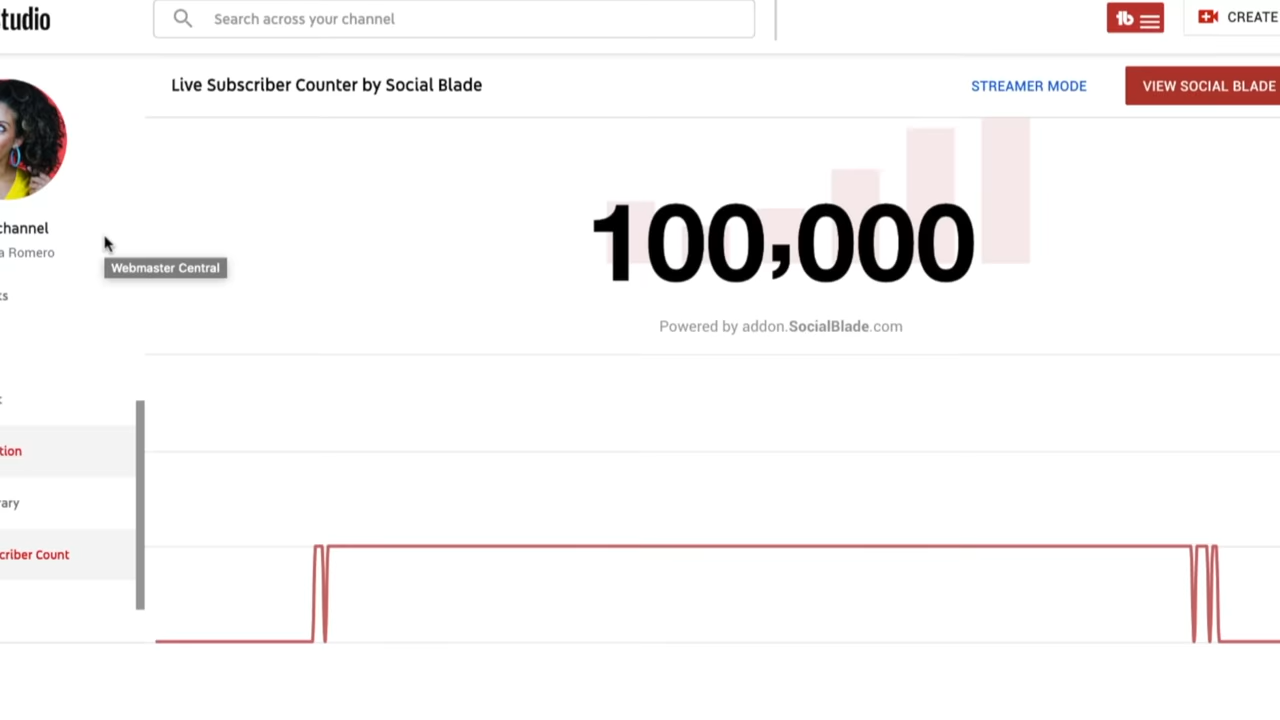 tudio
Search across your channel
tb
CREATE
Live Subscriber Counter by Social Blade
STREAMER MODE
VIEW SOCIAL BLADE
100,000
Powered by addon.SocialBlade.com
channel
a Romero
Webmaster Central
ts
tion
rary
criber Count